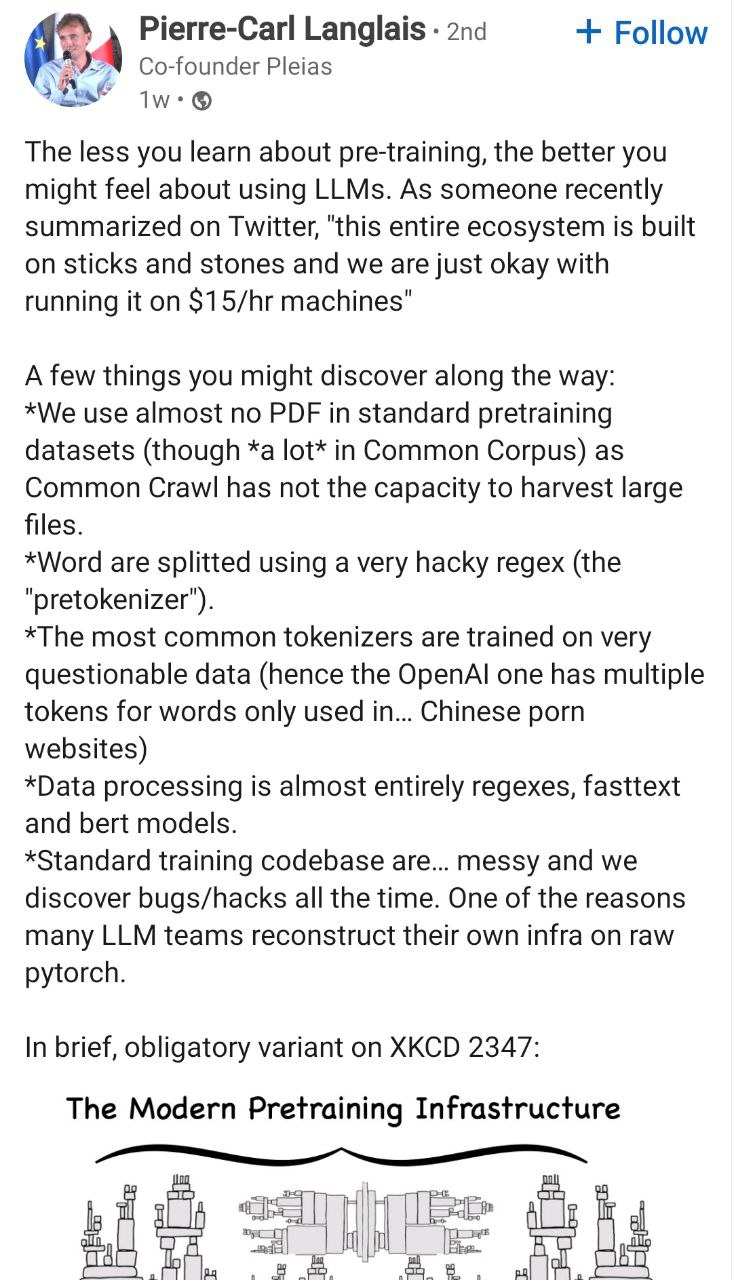 Pierre-Carl Langlais • 2nd
+ Follow
Co-founder Pleias
1w •
The less you learn about pre-training, the better you
might feel about using LLMs. As someone recently
summarized on Twitter, "this entire ecosystem is built
on sticks and stones and we are just okay with
running it on $15/hr machines"
A few things you might discover along the way:
*We use almost no PDF in standard pretraining
datasets (though *a lot* in Common Corpus) as
Common Crawl has not the capacity to harvest large
files.
*Word are splitted using a very hacky regex (the
"pretokenizer").
*The most common tokenizers are trained on very
questionable data (hence the OpenAI one has multiple
tokens for words only used in... Chinese porn
websites)
*Data processing is almost entirely regexes, fasttext
and bert models.
*Standard training codebase are... messy and we
discover bugs/hacks all the time. One of the reasons
many LLM teams reconstruct their own infra on raw
pytorch.
In brief, obligatory variant on XKCD 2347:
The Modern Pretraining Infrastructure